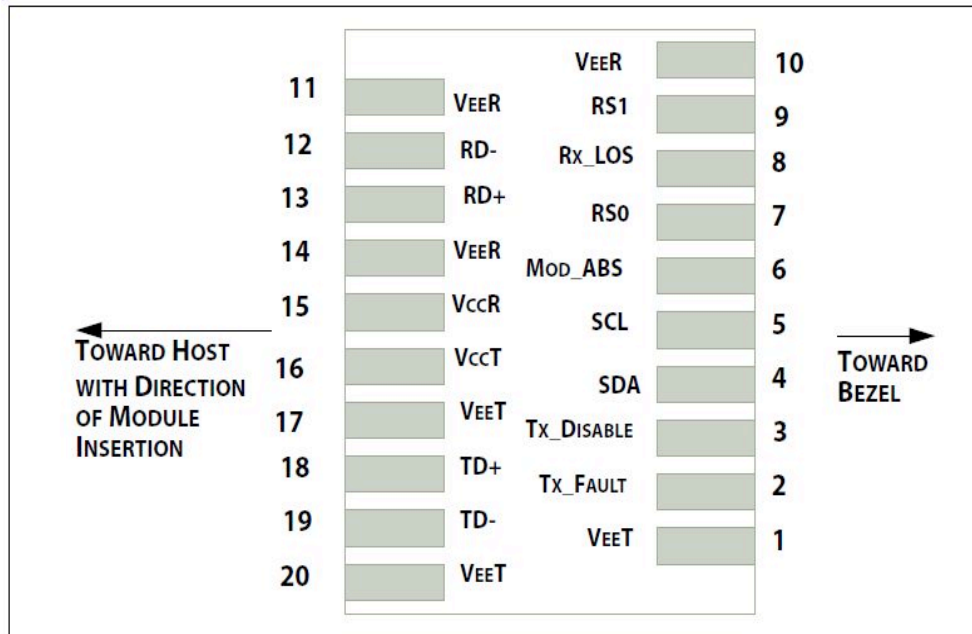 11 VEER
12 RD-
13 RD+
14 VEER
15 VCCR
16 VCCT
17 VEET
18 TD+
19 TD-
20 VEET
TOWARD HOST
WITH DIRECTION
OF MODULE
INSERTION
VEER 10
RS1 9
RX_LOS 8
RS0 7
MOD_ABS 6
SCL 5
SDA 4
TX_DISABLE 3
TX_FAULT 2
VEET 1
TOWARD
BEZEL